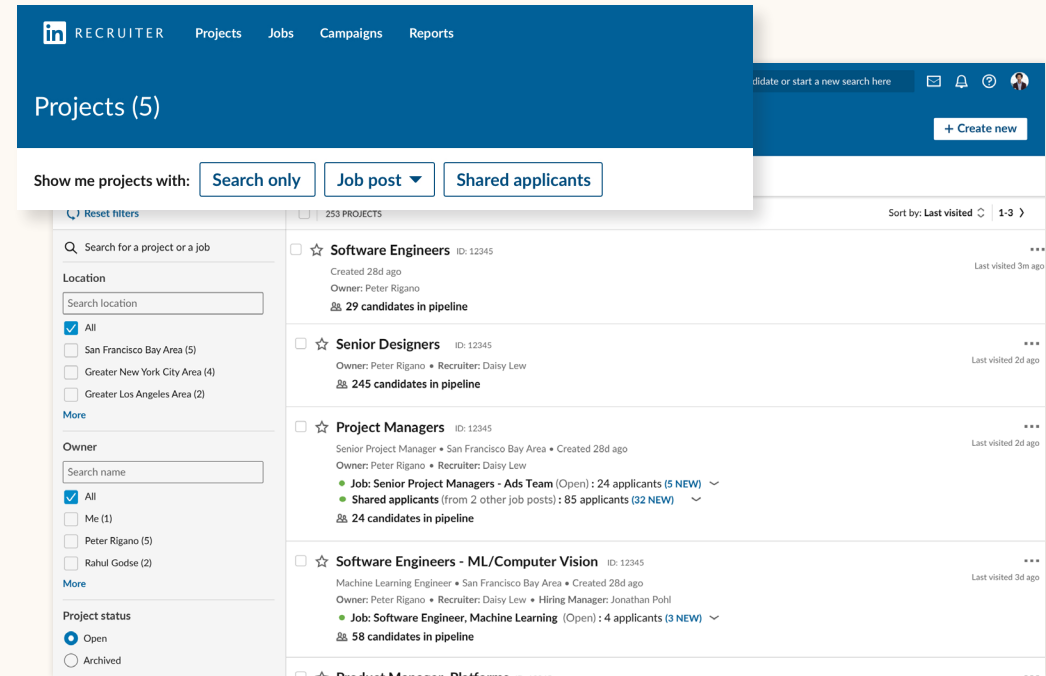 in RECRUITER Projects Jobs Campaigns Reports
Projects (5)
didate or start a new search here
+ Create new
Show me projects with: Search only Job post Shared applicants
Reset filters
253 PROJECTS
Sort by: Last visited 1-3
Search for a project or a job
Location
Search location
All
San Francisco Bay Area (5)
Greater New York City Area (4)
Greater Los Angeles Area (2)
More
Owner
Search name
All
Me (1)
Peter Rigano (5)
Rahul Godse (2)
More
Project status
Open
Archived
Software Engineers ID: 12345
Last visited 3m ago
Created 28d ago
Owner: Peter Rigano
29 candidates in pipeline
Senior Designers ID: 12345
Last visited 2d ago
Owner: Peter Rigano • Recruiter: Daisy Lew
245 candidates in pipeline
Project Managers ID: 12345
Last visited 2d ago
Senior Project Manager • San Francisco Bay Area • Created 28d ago
Owner: Peter Rigano • Recruiter: Daisy Lew
Job: Senior Project Managers - Ads Team (Open) : 24 applicants (5 NEW)
Shared applicants (from 2 other job posts) : 85 applicants (32 NEW)
24 candidates in pipeline
Software Engineers - ML/Computer Vision ID: 12345
Last visited 3d ago
Machine Learning Engineer • San Francisco Bay Area • Created 28d ago
Owner: Peter Rigano • Recruiter: Daisy Lew • Hiring Manager: Jonathan Pohl
Job: Software Engineer, Machine Learning (Open) : 4 applicants (3 NEW)
58 candidates in pipeline
Product Manager, Platforms